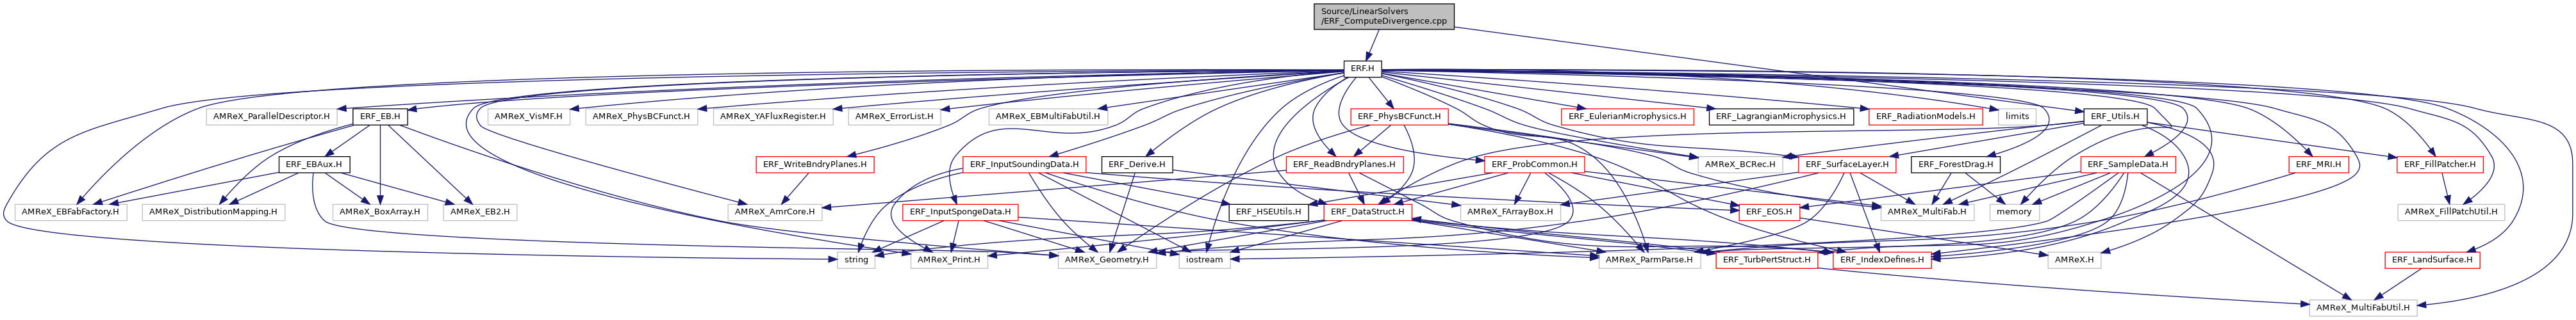 Source/LinearSolvers
/ERF_ComputeDivergence.cpp
ERF.H
AMReX_ParallelDescriptor.H
ERF_EB.H
AMReX_VisMF.H
AMReX_PhysBCFunct.H
AMReX_YAFluxRegister.H
AMReX_ErrorList.H
AMReX_EBMultiFabUtil.H
ERF_PhysBCFunct.H
ERF_EulerianMicrophysics.H
ERF_LagrangianMicrophysics.H
ERF_RadiationModels.H
limits
ERF_Utils.H
ERF_EBAux.H
ERF_WriteBndryPlanes.H
ERF_InputSoundingData.H
ERF_Derive.H
ERF_ReadBndryPlanes.H
ERF_ProbCommon.H
AMReX_BCRec.H
ERF_SurfaceLayer.H
ERF_ForestDrag.H
ERF_SampleData.H
ERF_MRI.H
ERF_FillPatcher.H
AMReX_EBFabFactory.H
AMReX_DistributionMapping.H
AMReX_BoxArray.H
AMReX_EB2.H
AMReX_AmrCore.H
ERF_InputSpongeData.H
ERF_HSEUtils.H
ERF_DataStruct.H
AMReX_FArrayBox.H
ERF_EOS.H
AMReX_MultiFab.H
memory
AMReX_FillPatchUtil.H
string
AMReX_Print.H
AMReX_Geometry.H
iostream
AMReX_ParmParse.H
ERF_TurbPertStruct.H
ERF_IndexDefines.H
AMReX.H
ERF_LandSurface.H
AMReX_MultiFabUtil.H